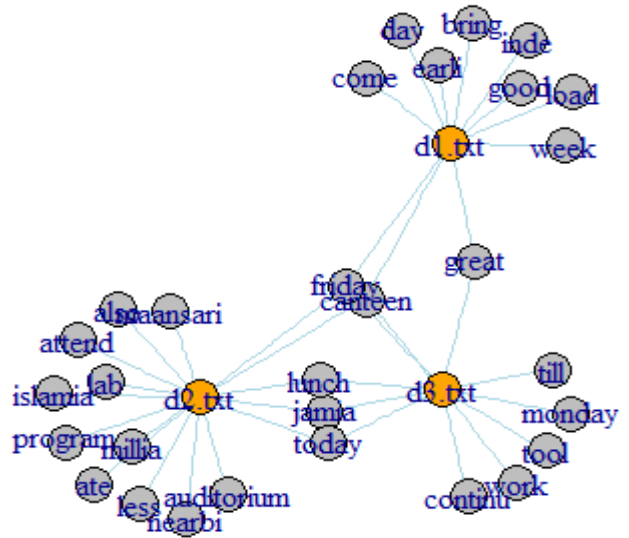 bring
day
inde
earli
come
good
load
d1.txt
week
great
friday
canteen
also
maansari
attend
lab
islamia
d2.txt
lunch
jamia
today
d3.txt
till
monday
program
millia
tool
ate
less
auditorium
nearbi
continu
work